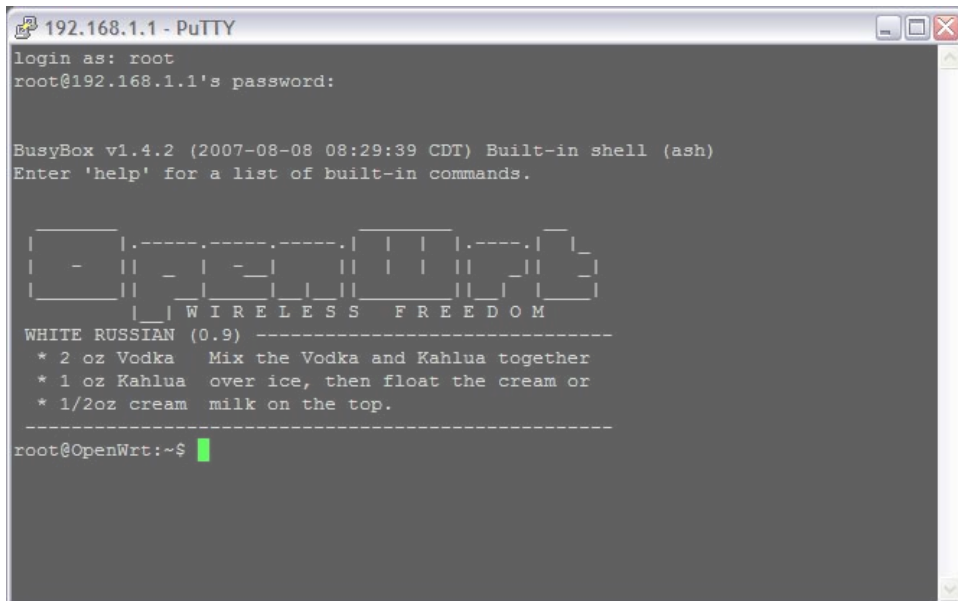 192.168.1.1 - PuTTY
login as: root
root@192.168.1.1's password:
BusyBox v1.4.2 (2007-08-08 08:29:39 CDT) Built-in shell (ash)
Enter 'help' for a list of built-in commands.
OpenWrt
W I R E L E S S   F R E E D O M
WHITE RUSSIAN (0.9) -------------------------------
* 2 oz Vodka   Mix the Vodka and Kahlua together
* 1 oz Kahlua  over ice, then float the cream or
* 1/2oz cream  milk on the top.
---------------------------------------------------
root@OpenWrt:~$